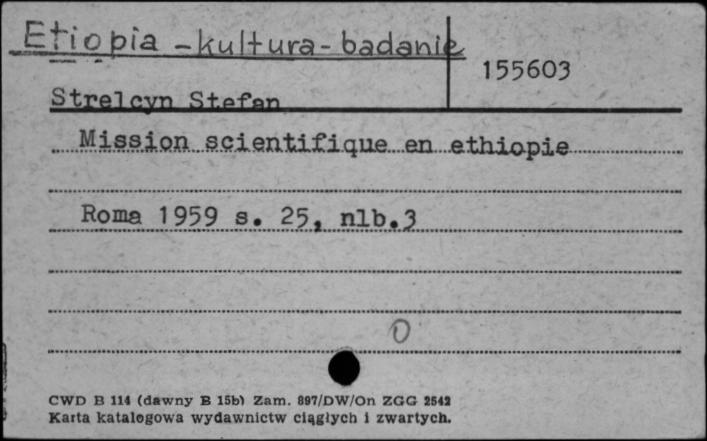 Etiopia - kultura - badanie
155603
Strelcyn Stefan
Mission scientifique en ethiopie
Roma 1959 s. 25, nlb.3
0
CWD B 114 (dawny B 15b) Zam. 897/DW/On ZGG 2542
Karta katalogowa wydawnictw ciągłych i zwartych.